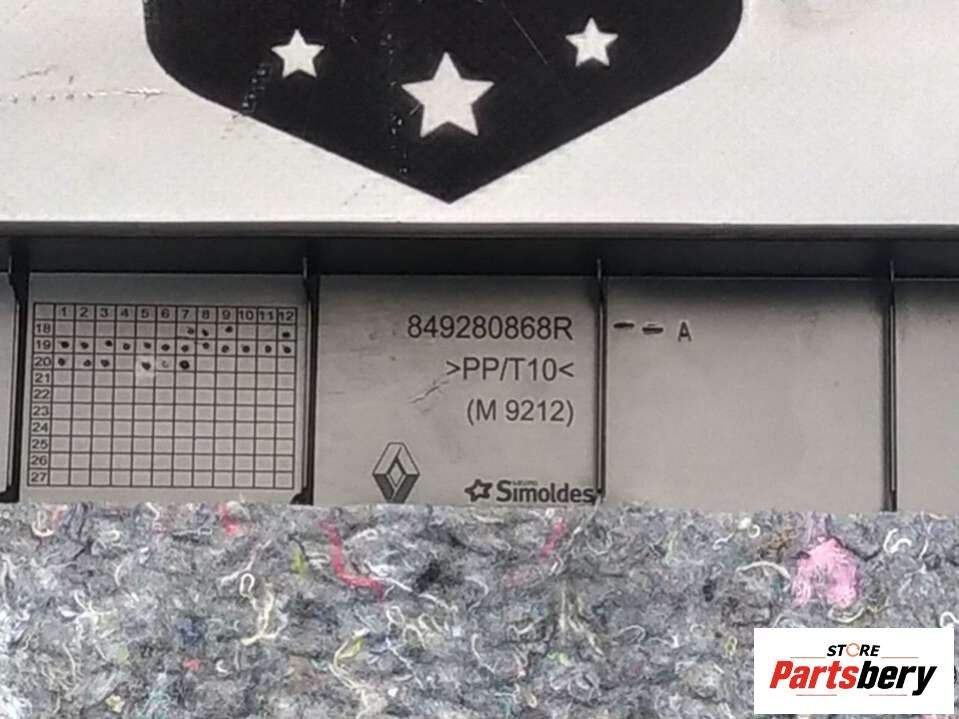 1 2 3 4 5 6 7 8 9 10 11 12
18
19
20
21
22
23
24
25
26
27
849280868R
>PP/T10<
(M 9212)
GRUPO
Simoldes
A
STORE
Partsbery